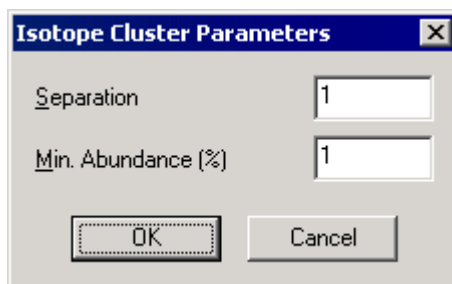 Isotope Cluster Parameters
Separation 1
Min. Abundance (%) 1
OK Cancel